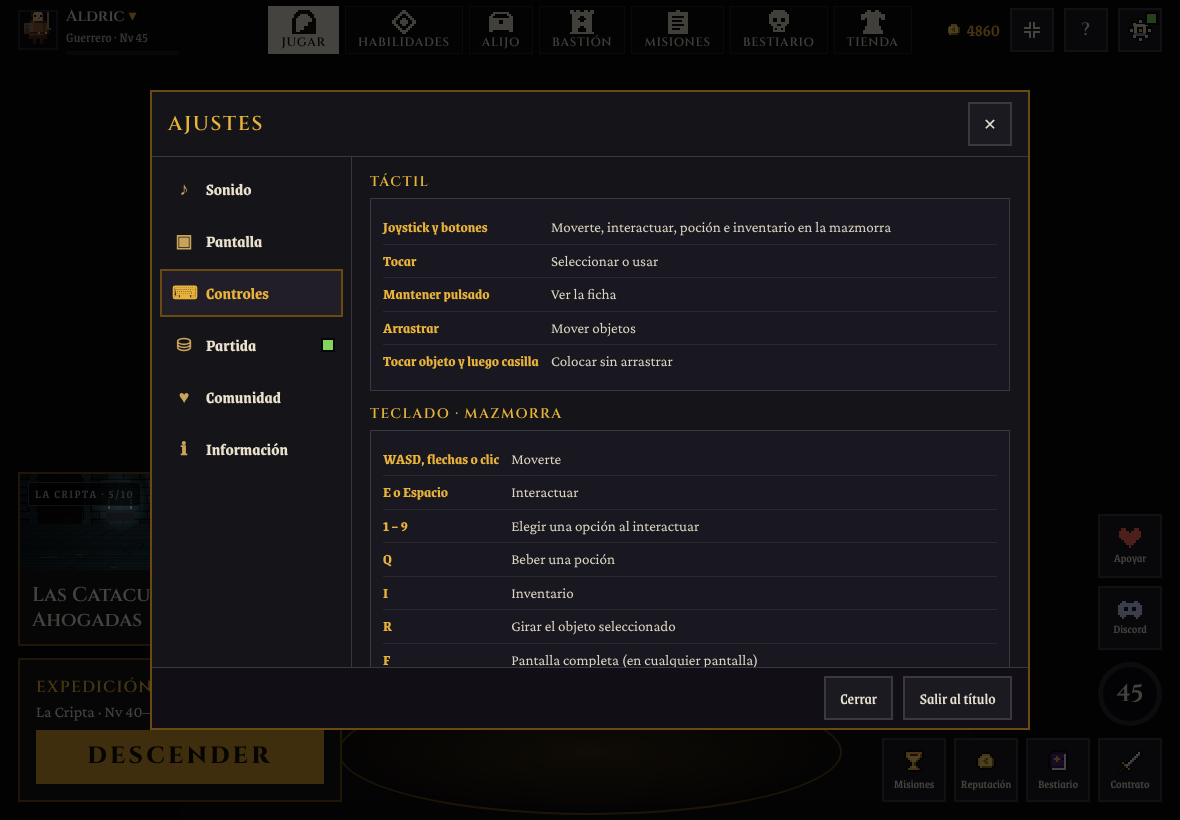 ALDRIC ▾
Guerrero · Nv 45
JUGAR
HABILIDADES
ALIJO
BASTIÓN
MISIONES
BESTIARIO
TIENDA
4860
?
AJUSTES
×
♪ Sonido
Pantalla
Controles
Partida
♥ Comunidad
ℹ Información
TÁCTIL
Joystick y botones Moverte, interactuar, poción e inventario en la mazmorra
Tocar Seleccionar o usar
Mantener pulsado Ver la ficha
Arrastrar Mover objetos
Tocar objeto y luego casilla Colocar sin arrastrar
TECLADO · MAZMORRA
WASD, flechas o clic Moverte
E o Espacio Interactuar
1 – 9 Elegir una opción al interactuar
Q Beber una poción
I Inventario
R Girar el objeto seleccionado
F Pantalla completa (en cualquier pantalla)
Cerrar
Salir al título
LA CRIPTA · 5/10
LAS CATACU
AHOGADAS
EXPEDICIÓN
La Cripta · Nv 40–
DESCENDER
Apoyar
Discord
45
Misiones
Reputación
Bestiario
Contrato